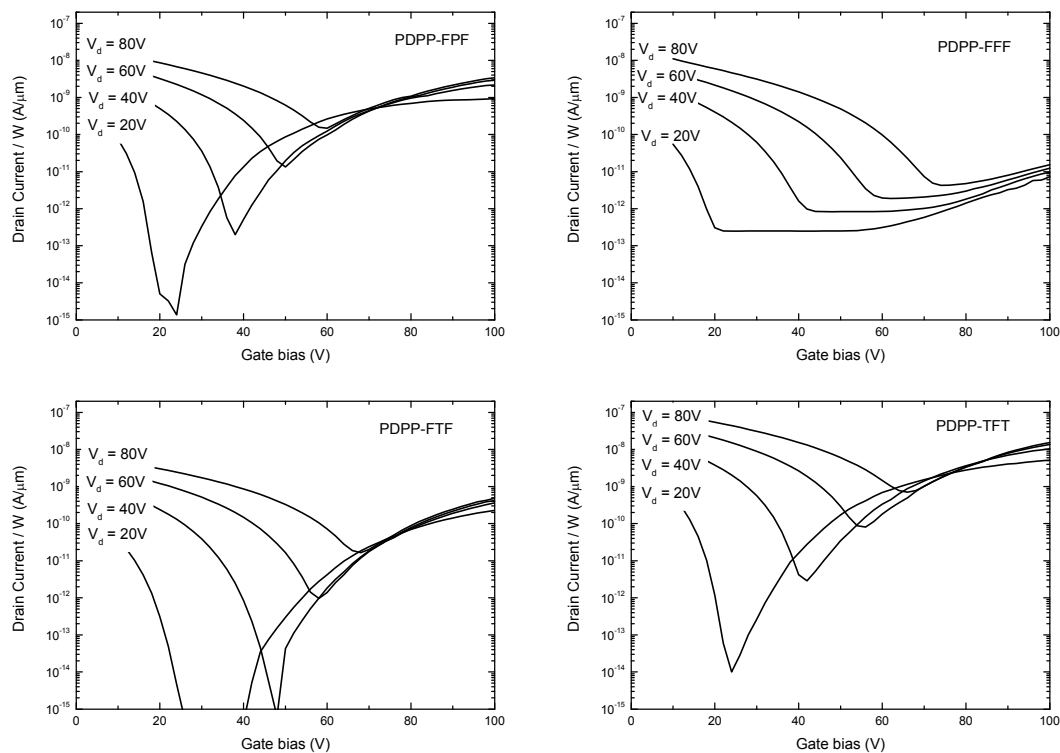 PDPP-FPF
V_d = 80V
V_d = 60V
V_d = 40V
V_d = 20V
10^-7
10^-8
10^-9
10^-10
10^-11
10^-12
10^-13
10^-14
10^-15
Drain Current / W (A/μm)
0 20 40 60 80 100
Gate bias (V)
PDPP-FFF
V_d = 80V
V_d = 60V
V_d = 40V
V_d = 20V
10^-7
10^-8
10^-9
10^-10
10^-11
10^-12
10^-13
10^-14
10^-15
Drain Current / W (A/μm)
0 20 40 60 80 100
Gate bias (V)
PDPP-FTF
V_d = 80V
V_d = 60V
V_d = 40V
V_d = 20V
10^-7
10^-8
10^-9
10^-10
10^-11
10^-12
10^-13
10^-14
10^-15
Drain Current / W (A/μm)
0 20 40 60 80 100
Gate bias (V)
PDPP-TFT
V_d = 80V
V_d = 60V
V_d = 40V
V_d = 20V
10^-7
10^-8
10^-9
10^-10
10^-11
10^-12
10^-13
10^-14
10^-15
Drain Current / W (A/μm)
0 20 40 60 80 100
Gate bias (V)